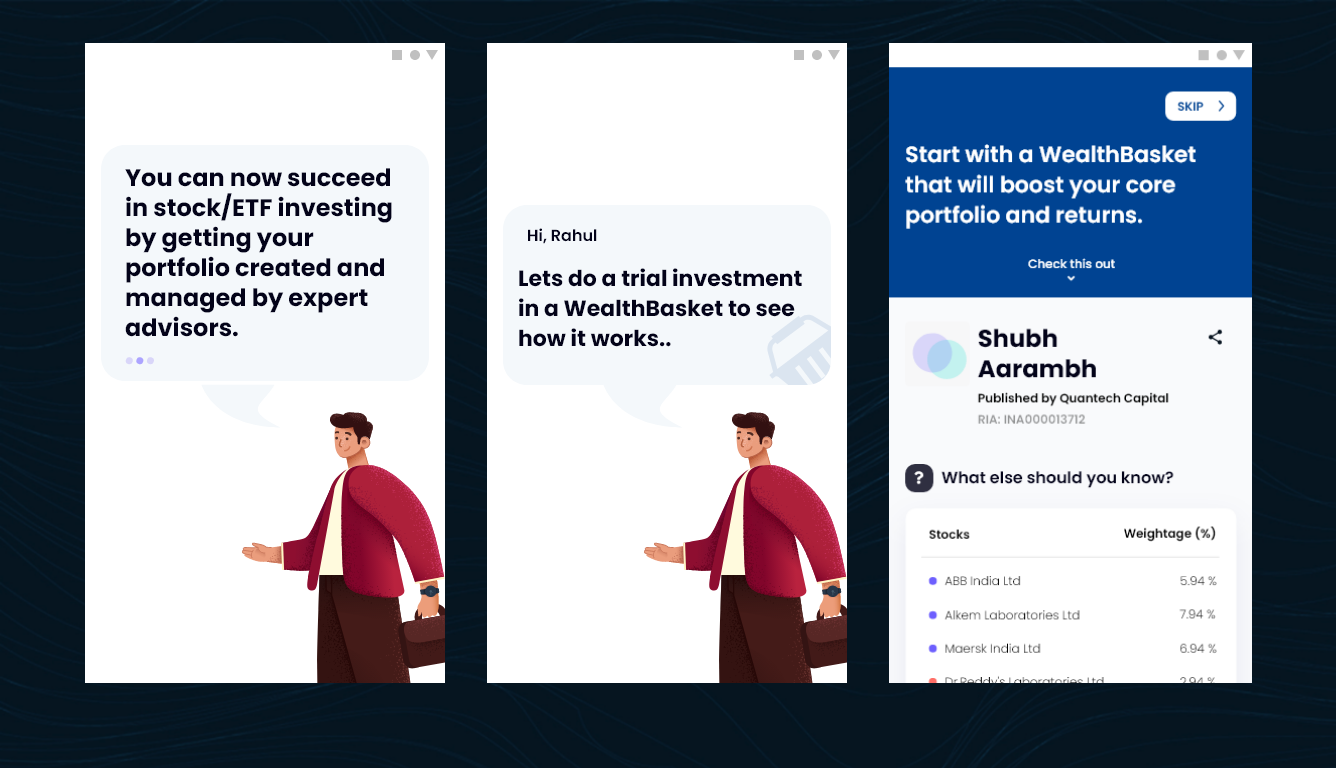 You can now succeed
in stock/ETF investing
by getting your
portfolio created and
managed by expert
advisors.
Hi, Rahul
Lets do a trial investment
in a WealthBasket to see
how it works..
SKIP
Start with a WealthBasket
that will boost your core
portfolio and returns.
Check this out
Shubh
Aarambh
Published by Quantech Capital
RIA: INA000013712
? What else should you know?
Stocks Weightage (%)
ABB India Ltd 5.94 %
Alkem Laboratories Ltd 7.94 %
Maersk India Ltd 6.94 %
Dr.Reddy's Laboratories Ltd 2.94 %